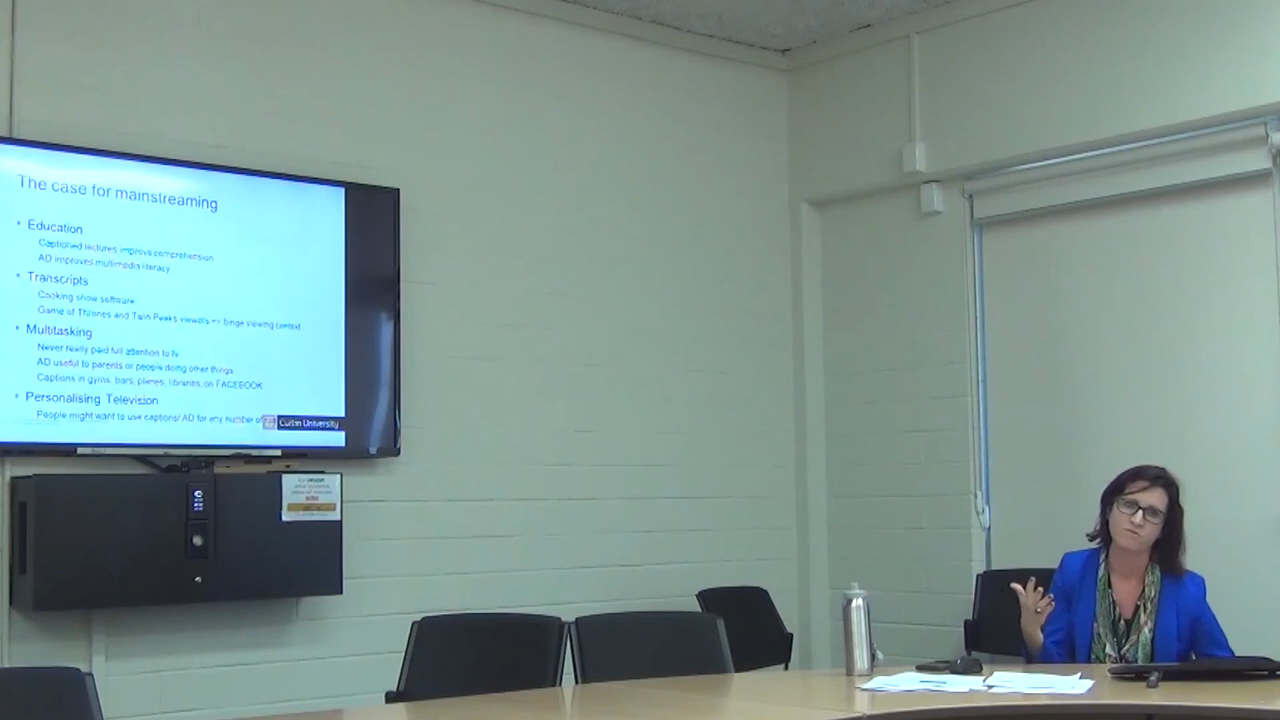 The case for mainstreaming
• Education
Captioned lectures improve comprehension
AD improves multimedia literacy
• Transcripts
Cooking show software
Game of Thrones and Twin Peaks viewers binge viewing context
• Multitasking
Never really paid full attention to tv
AD useful to parents or people doing other things
Captions in gyms, bars, planes, libraries, on FACEBOOK
• Personalising Television
People might want to use captions/ AD for any number of
Curtin University